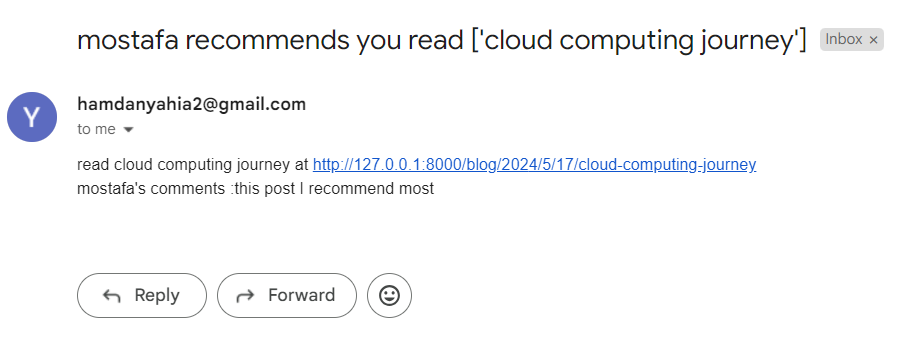 mostafa recommends you read ['cloud computing journey'] Inbox ×
Y
hamdanyahia2@gmail.com
to me
read cloud computing journey at http://127.0.0.1:8000/blog/2024/5/17/cloud-computing-journey
mostafa's comments :this post I recommend most
Reply Forward